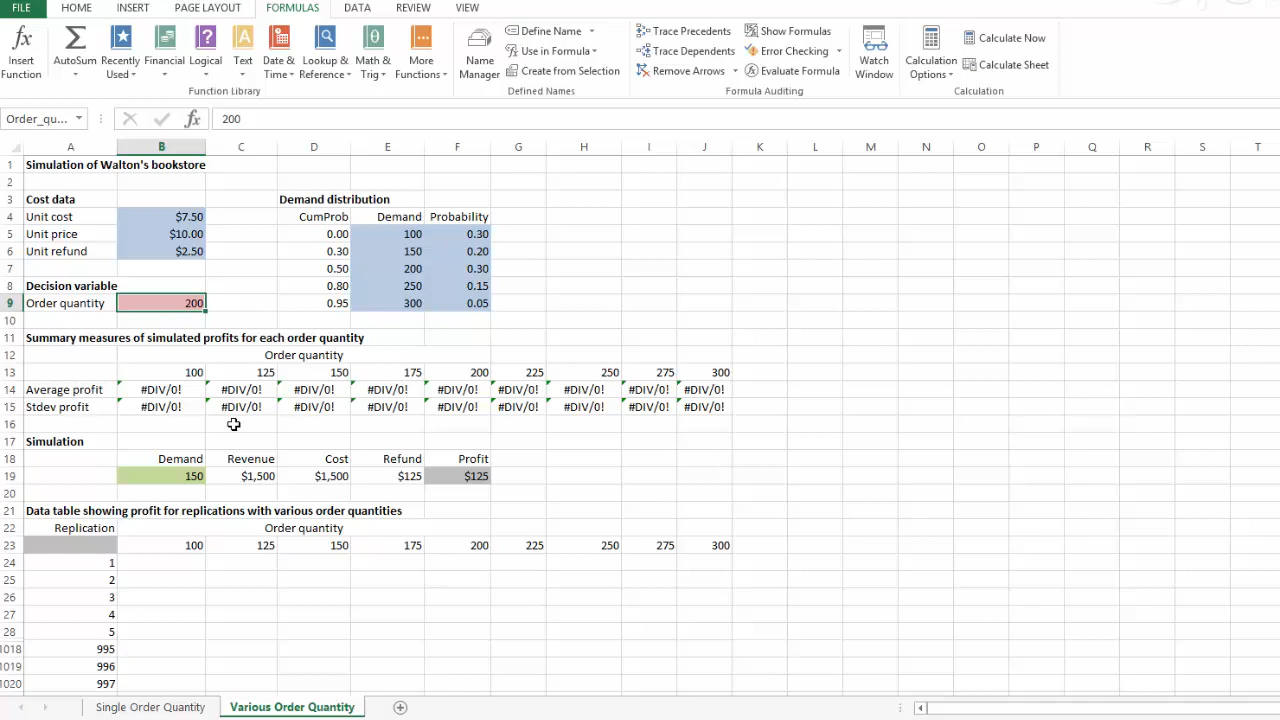 FILE HOME INSERT PAGE LAYOUT FORMULAS DATA REVIEW VIEW
fx Σ ? A θ
Insert Function AutoSum Recently Used Financial Logical Text Date & Time Lookup & Reference Math & Trig More Functions
Function Library
Name Manager
Define Name
Use in Formula
Create from Selection
Defined Names
Trace Precedents
Trace Dependents
Remove Arrows
Show Formulas
Error Checking
Evaluate Formula
Watch Window
Formula Auditing
Calculation Options
Calculate Now
Calculate Sheet
Calculation
Order_qu... fx 200
A B C D E F G H I J K L M N O P Q R S T
1 Simulation of Walton's bookstore
2
3 Cost data Demand distribution
4 Unit cost $7.50 CumProb Demand Probability
5 Unit price $10.00 0.00 100 0.30
6 Unit refund $2.50 0.30 150 0.20
7 0.50 200 0.30
8 Decision variable 0.80 250 0.15
9 Order quantity 200 0.95 300 0.05
10
11 Summary measures of simulated profits for each order quantity
12 Order quantity
13 100 125 150 175 200 225 250 275 300
14 Average profit #DIV/0! #DIV/0! #DIV/0! #DIV/0! #DIV/0! #DIV/0! #DIV/0! #DIV/0! #DIV/0!
15 Stdev profit #DIV/0! #DIV/0! #DIV/0! #DIV/0! #DIV/0! #DIV/0! #DIV/0! #DIV/0! #DIV/0!
16
17 Simulation
18 Demand Revenue Cost Refund Profit
19 150 $1,500 $1,500 $125 $125
20
21 Data table showing profit for replications with various order quantities
22 Replication Order quantity
23 100 125 150 175 200 225 250 275 300
24 1
25 2
26 3
27 4
28 5
1018 995
1019 996
1020 997
Single Order Quantity Various Order Quantity